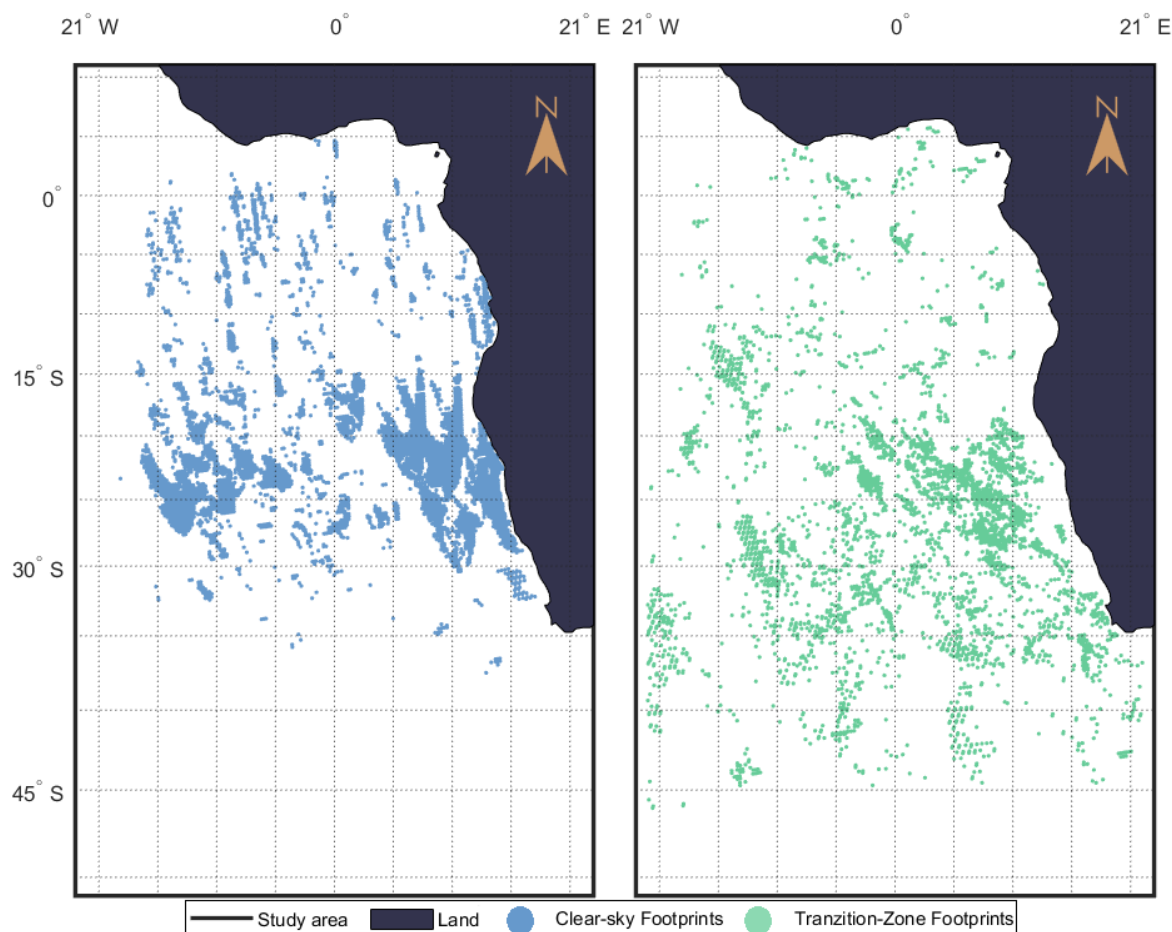 21° W 0° 21° E 21° W 0° 21° E
N N
0°
15° S
30° S
45° S
Study area Land Clear-sky Footprints Tranzition-Zone Footprints